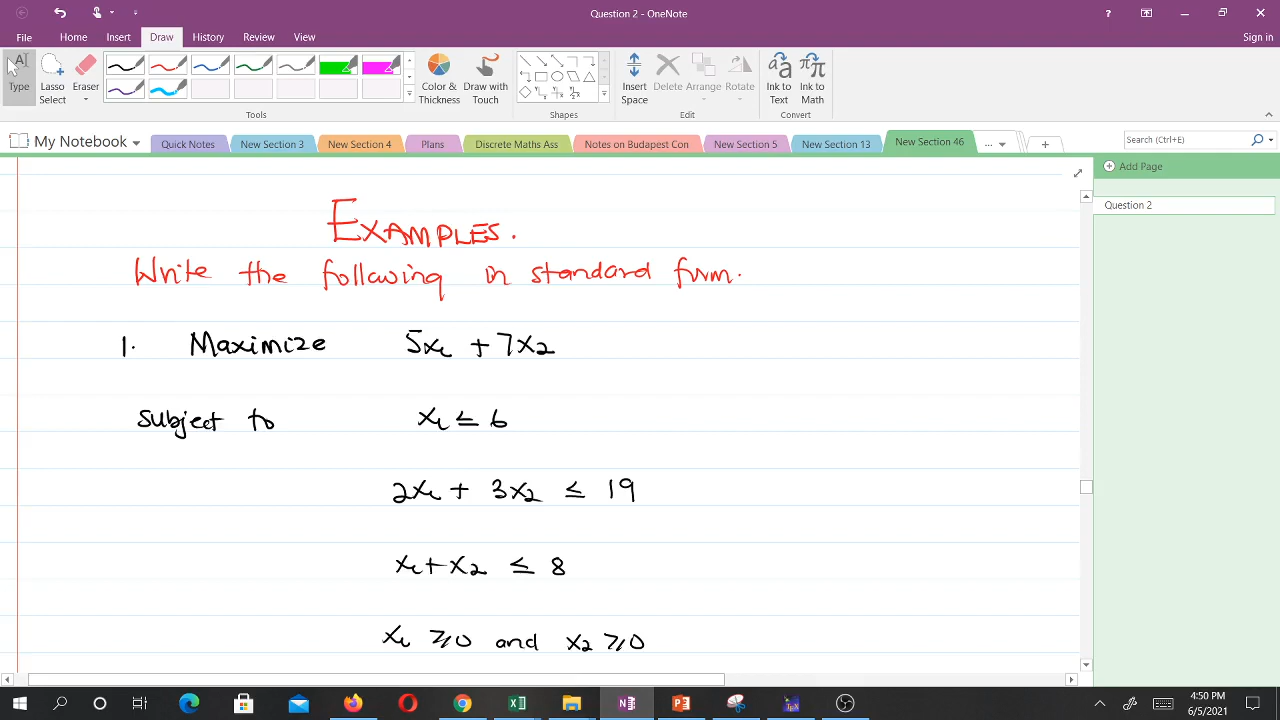 Question 2 - OneNote
?
File
Home
Insert
Draw
History
Review
View
Sign in
Type
Lasso Select
Eraser
Color & Thickness
Draw with Touch
Insert Space
Delete
Arrange
Rotate
Ink to Text
Ink to Math
Tools
Shapes
Edit
Convert
My Notebook
Quick Notes
New Section 3
New Section 4
Plans
Discrete Maths Ass
Notes on Budapest Con
New Section 5
New Section 13
New Section 46
...
Search (Ctrl+E)
Add Page
Question 2
EXAMPLES.
Write the following in standard form.
1. Maximize 5x₁ + 7x₂
Subject to x₁ ≤ 6
2x₁ + 3x₂ ≤ 19
x₁ + x₂ ≤ 8
x₁ ≥ 0 and x₂ ≥ 0
4:50 PM
6/5/2021